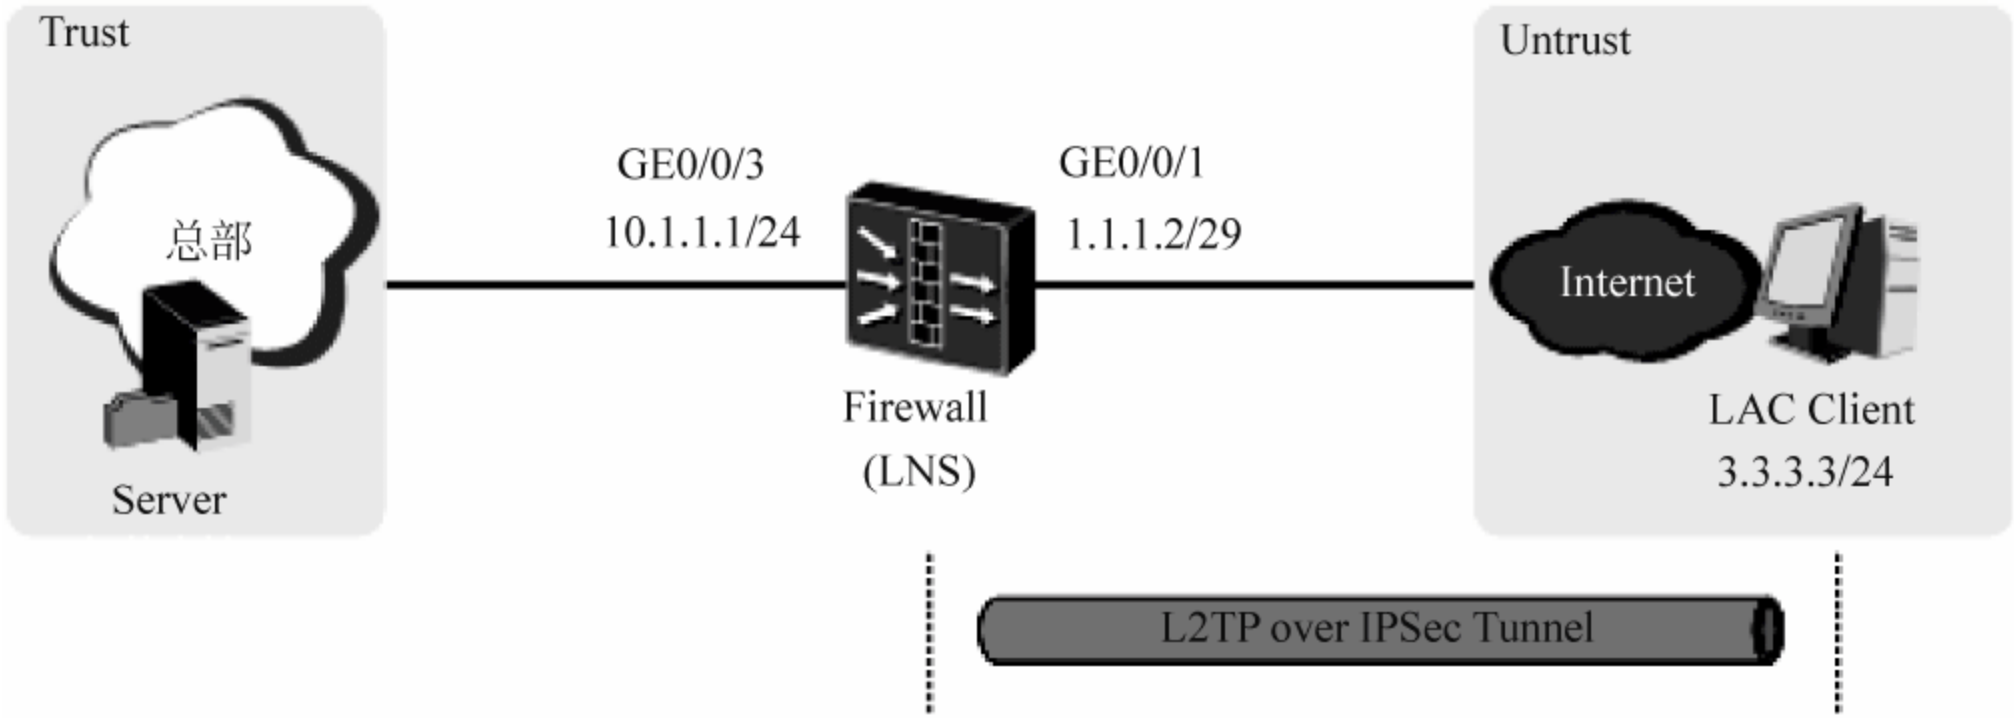 Trust
Untrust
GE0/0/3
GE0/0/1
10.1.1.1/24
1.1.1.2/29
总部
Internet
Firewall
(LNS)
LAC Client
3.3.3.3/24
Server
L2TP over IPSec Tunnel